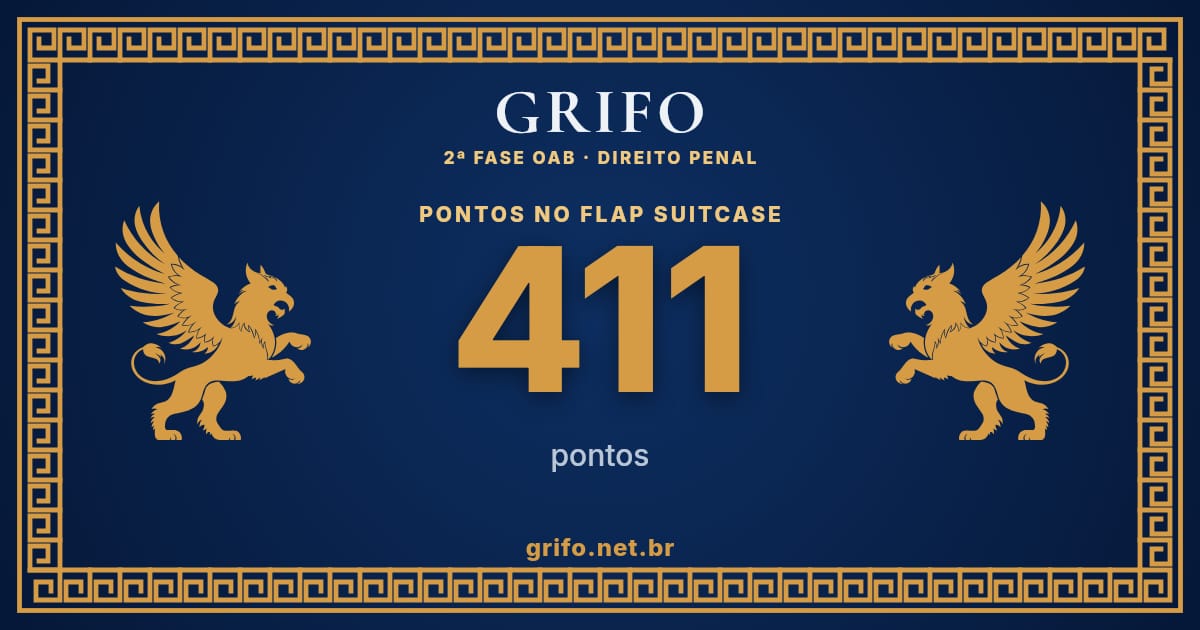 GRIFO
2ª FASE OAB · DIREITO PENAL
PONTOS NO FLAP SUITCASE
411
pontos
grifo.net.br